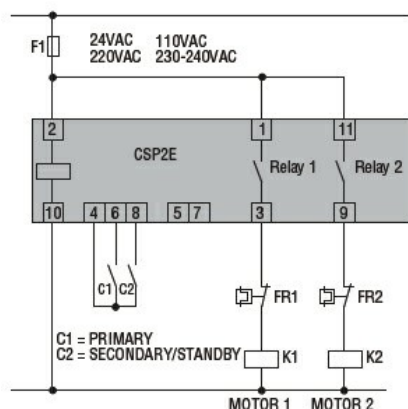 F1
24VAC 110VAC
220VAC 230-240VAC
2
1
11
CSP2E
Relay 1
Relay 2
10
4 6 8
5 7
3
9
C1
C2
FR1
FR2
C1 = PRIMARY
C2 = SECONDARY/STANDBY
K1
K2
MOTOR 1
MOTOR 2